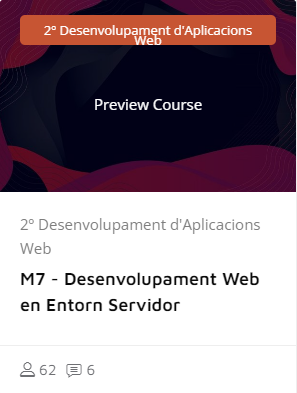 2º Desenvolupament d'Aplicacions
Web
Preview Course
2º Desenvolupament d'Aplicacions
Web
M7 - Desenvolupament Web
en Entorn Servidor
62 6